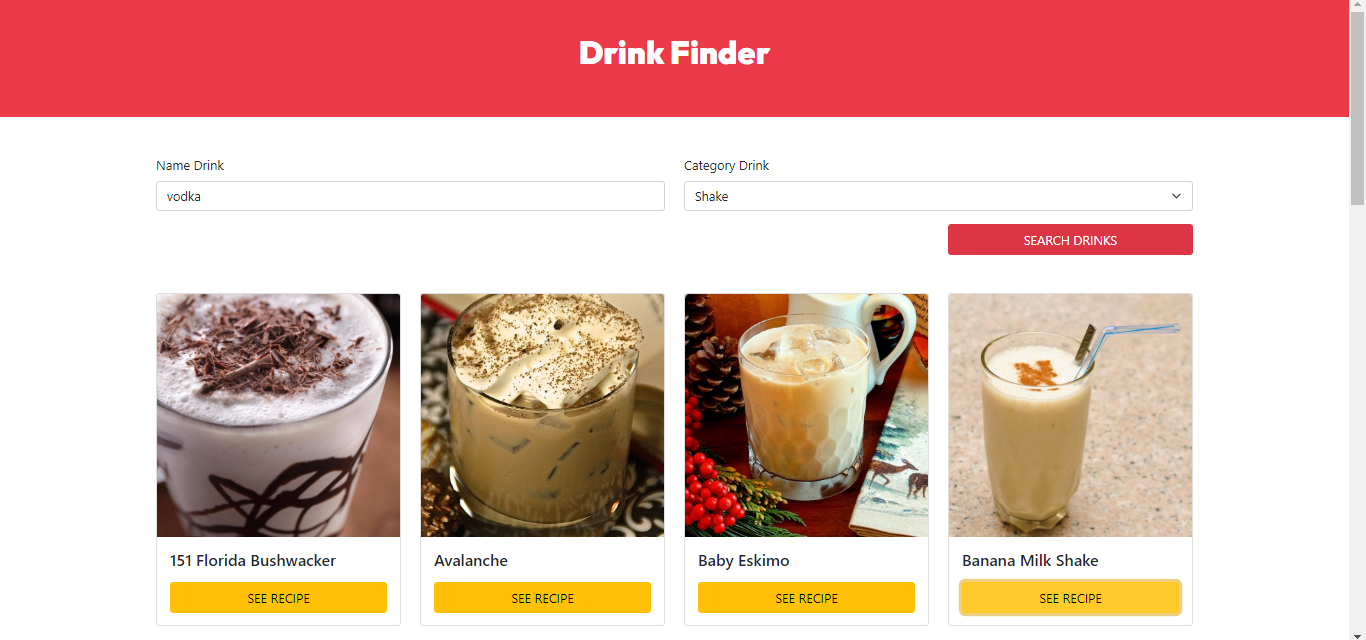 Drink Finder
Name Drink
Category Drink
vodka
Shake
SEARCH DRINKS
151 Florida Bushwacker
Avalanche
Baby Eskimo
Banana Milk Shake
SEE RECIPE
SEE RECIPE
SEE RECIPE
SEE RECIPE